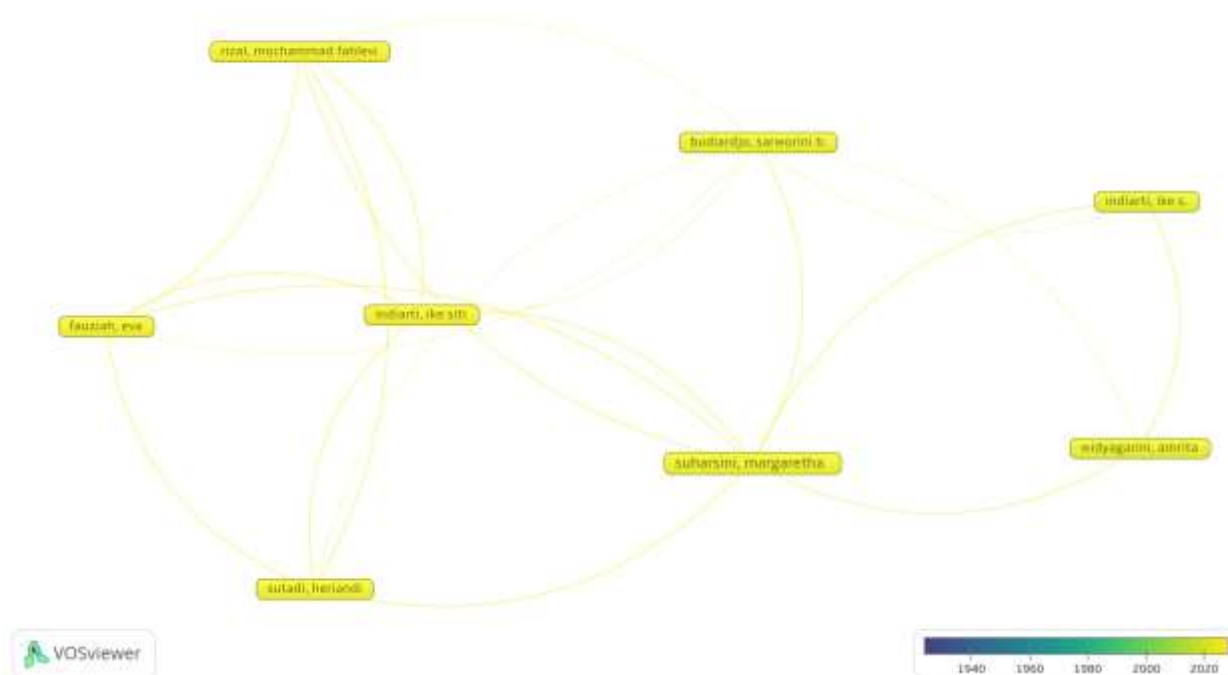 rizal, mochammad fahlevi
budiardjo, sarworini b.
indiarti, ike s.
indiarti, ike siti
fauziah, eva
widyagarini, amrita
suharsini, margaretha
sutadi, heriandi
VOSviewer
1940 1960 1980 2000 2020